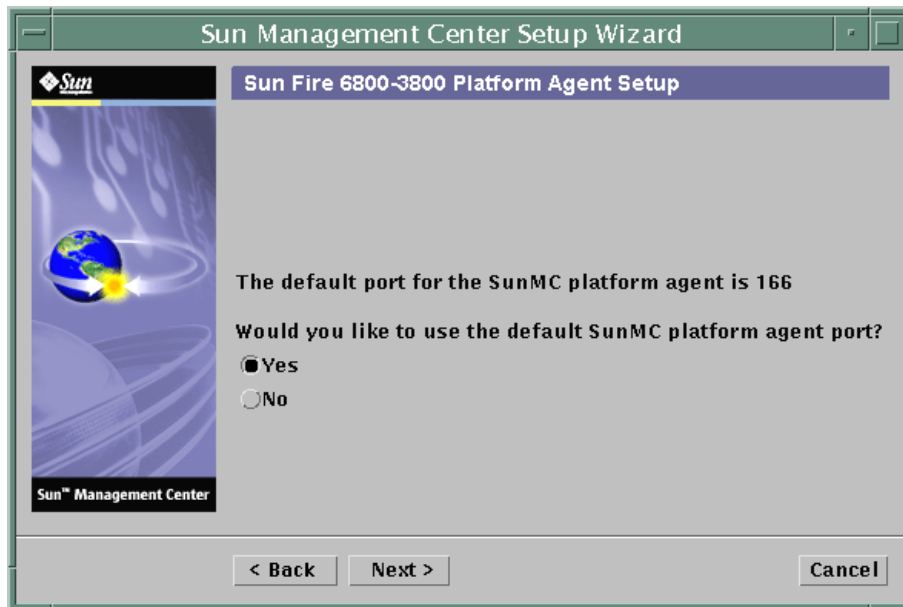 Sun Management Center Setup Wizard
Sun
Sun Fire 6800-3800 Platform Agent Setup
The default port for the SunMC platform agent is 166
Would you like to use the default SunMC platform agent port?
Yes
No
Sun™ Management Center
< Back Next > Cancel